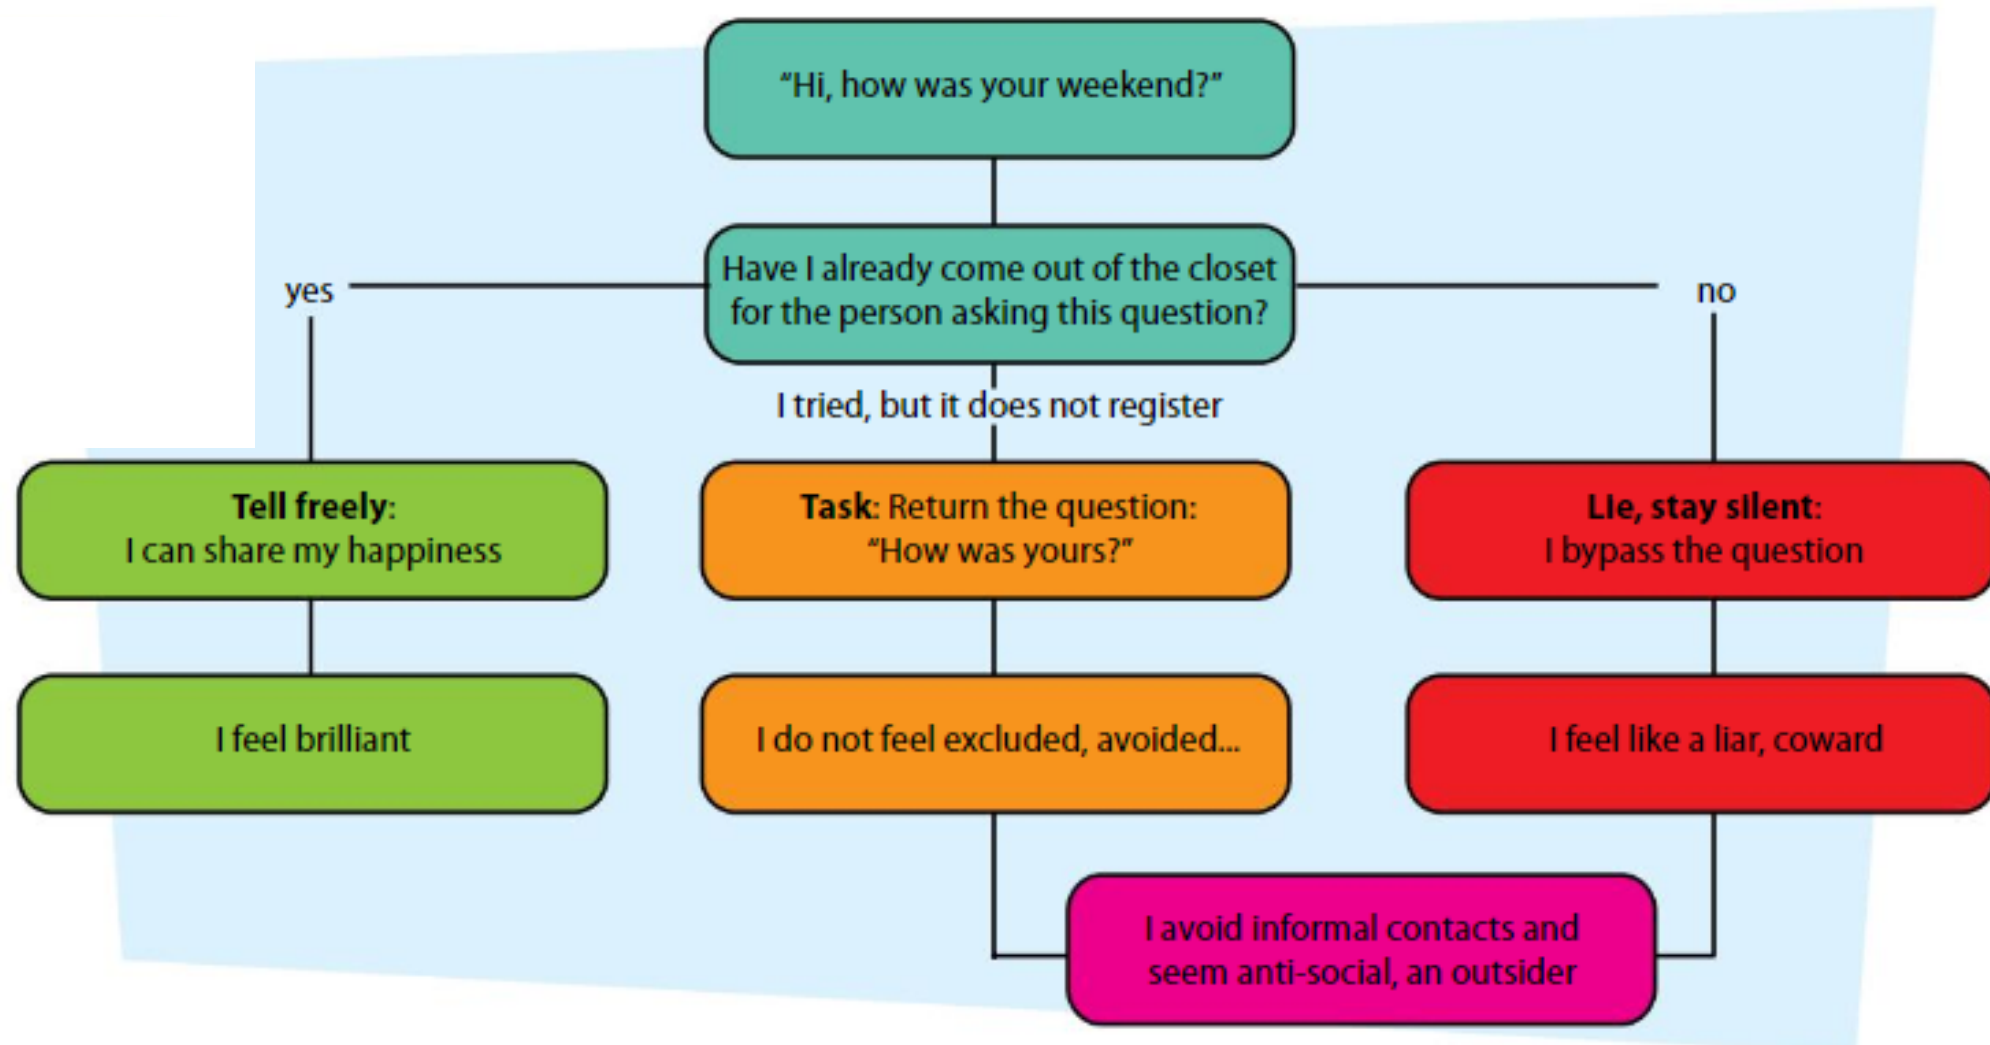 “Hi, how was your weekend?”
Have I already come out of the closet
for the person asking this question?
yes
no
I tried, but it does not register
Tell freely:
I can share my happiness
Task: Return the question:
“How was yours?”
Lie, stay silent:
I bypass the question
I feel brilliant
I do not feel excluded, avoided...
I feel like a liar, coward
I avoid informal contacts and
seem anti-social, an outsider